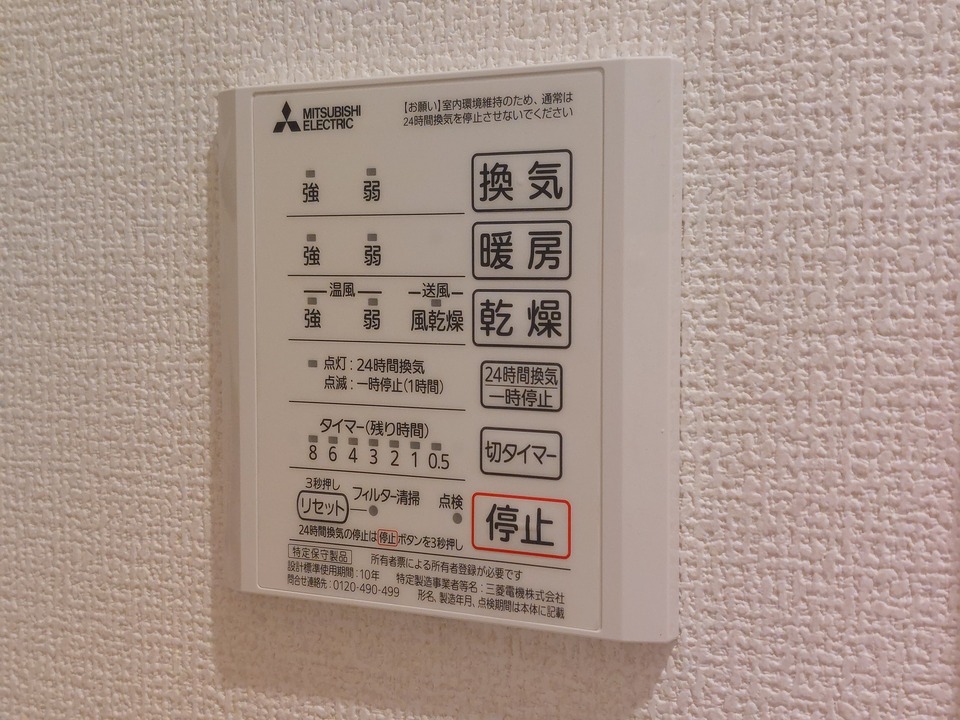 MITSUBISHI
ELECTRIC
【お願い】室内環境維持のため、通常は
24時間換気を停止させないでください
強 弱 換気
強 弱 暖房
温風 送風
強 弱 風乾燥 乾燥
点灯：24時間換気
点滅：一時停止(1時間)
24時間換気
一時停止
タイマー(残り時間)
8 6 4 3 2 1 0.5
切タイマー
3秒押し
リセット フィルター清掃 点検
停止
24時間換気の停止は停止ボタンを3秒押し
特定保守製品 所有者票による所有者登録が必要です
設計標準使用期間：10年 特定製造事業者等名：三菱電機株式会社
問合せ連絡先：0120-490-499 形名、製造年月、点検期間は本体に記載